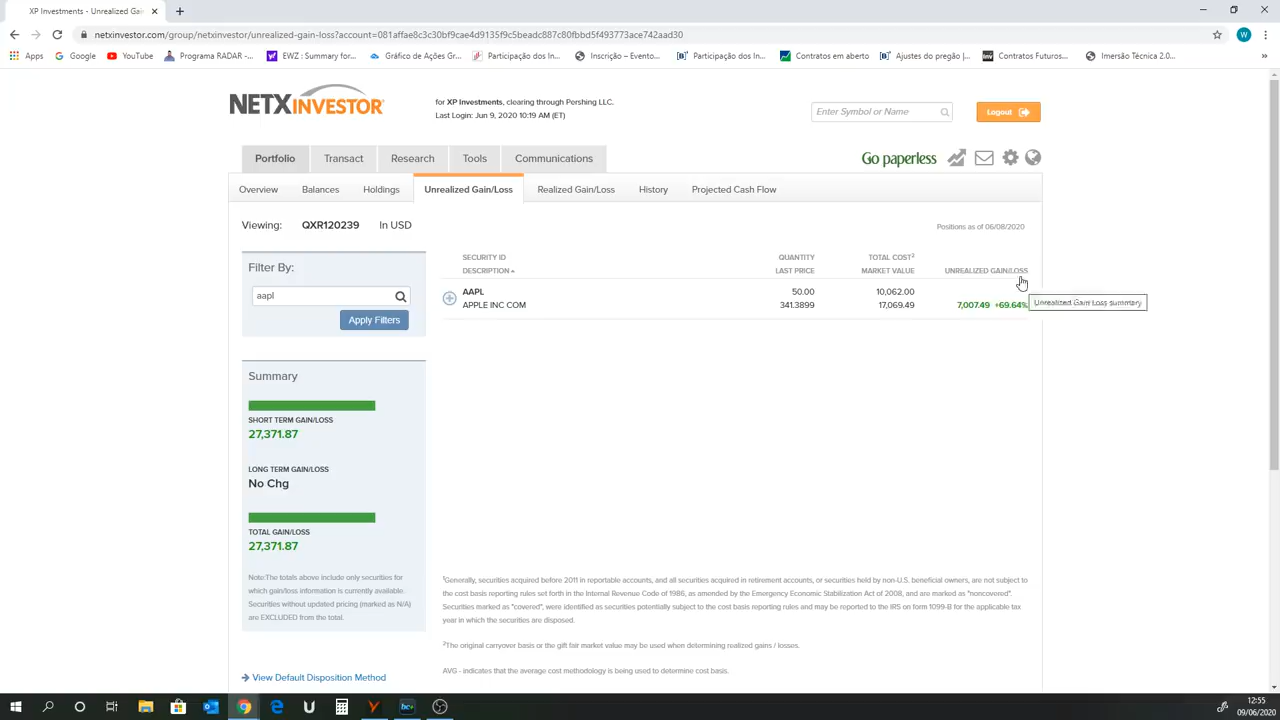 XP Investments - Unrealized Gain
netxinvestor.com/group/netxinvestor/unrealized-gain-loss?account=081affae8c3c30bf9cae4d9135f9c5beadc887c80fbbd5f493773ace742aad30
W
Apps Google YouTube Programa RADAR -... EWZ : Summary for... Gráfico de Ações Gr... Participação dos In... Inscrição – Evento... Participação dos In... Contratos em aberto Ajustes do pregão |... Contratos Futuros... Imersão Técnica 2.0... »
NETXINVESTOR
for XP Investments, clearing through Pershing LLC.
Last Login: Jun 9, 2020 10:19 AM (ET)
Enter Symbol or Name
Logout
Portfolio Transact Research Tools Communications
Go paperless
Overview Balances Holdings Unrealized Gain/Loss Realized Gain/Loss History Projected Cash Flow
Viewing: QXR120239 In USD
Positions as of 06/08/2020
Filter By:
aapl
Apply Filters
SECURITY ID QUANTITY TOTAL COST²
DESCRIPTION LAST PRICE MARKET VALUE UNREALIZED GAIN/LOSS
AAPL 50.00 10,062.00
APPLE INC COM 341.3899 17,069.49 7,007.49 +69.64%
Unrealized Gain Loss summary
Summary
SHORT TERM GAIN/LOSS
27,371.87
LONG TERM GAIN/LOSS
No Chg
TOTAL GAIN/LOSS
27,371.87
Note:The totals above include only securities for
which gain/loss information is currently available.
Securities without updated pricing (marked as N/A)
are EXCLUDED from the total.
View Default Disposition Method
¹Generally, securities acquired before 2011 in reportable accounts, and all securities acquired in retirement accounts, or securities held by non-U.S. beneficial owners, are not subject to
the cost basis reporting rules set forth in the Internal Revenue Code of 1986, as amended by the Emergency Economic Stabilization Act of 2008, and are marked as "noncovered".
Securities marked as "covered", were identified as securities potentially subject to the cost basis reporting rules and may be reported to the IRS on form 1099-B for the applicable tax
year in which the securities are disposed.
²The original carryover basis or the gift fair market value may be used when determining realized gains / losses.
AVG - indicates that the average cost methodology is being used to determine cost basis.
12:55
09/06/2020